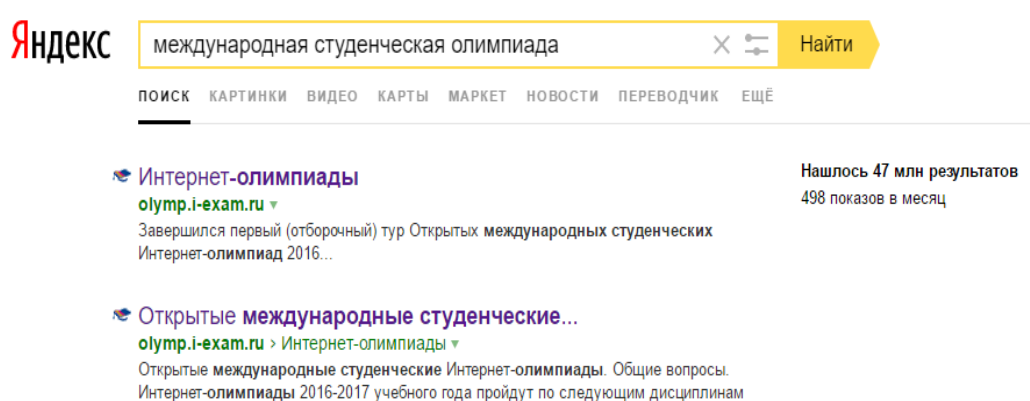 Яндекс
международная студенческая олимпиада
Найти
ПОИСК КАРТИНКИ ВИДЕО КАРТЫ МАРКЕТ НОВОСТИ ПЕРЕВОДЧИК ЕЩЁ
Интернет-олимпиады
olymp.i-exam.ru
Завершился первый (отборочный) тур Открытых международных студенческих
Интернет-олимпиад 2016...
Нашлось 47 млн результатов
498 показов в месяц
Открытые международные студенческие...
olymp.i-exam.ru › Интернет-олимпиады
Открытые международные студенческие Интернет-олимпиады. Общие вопросы.
Интернет-олимпиады 2016-2017 учебного года пройдут по следующим дисциплинам